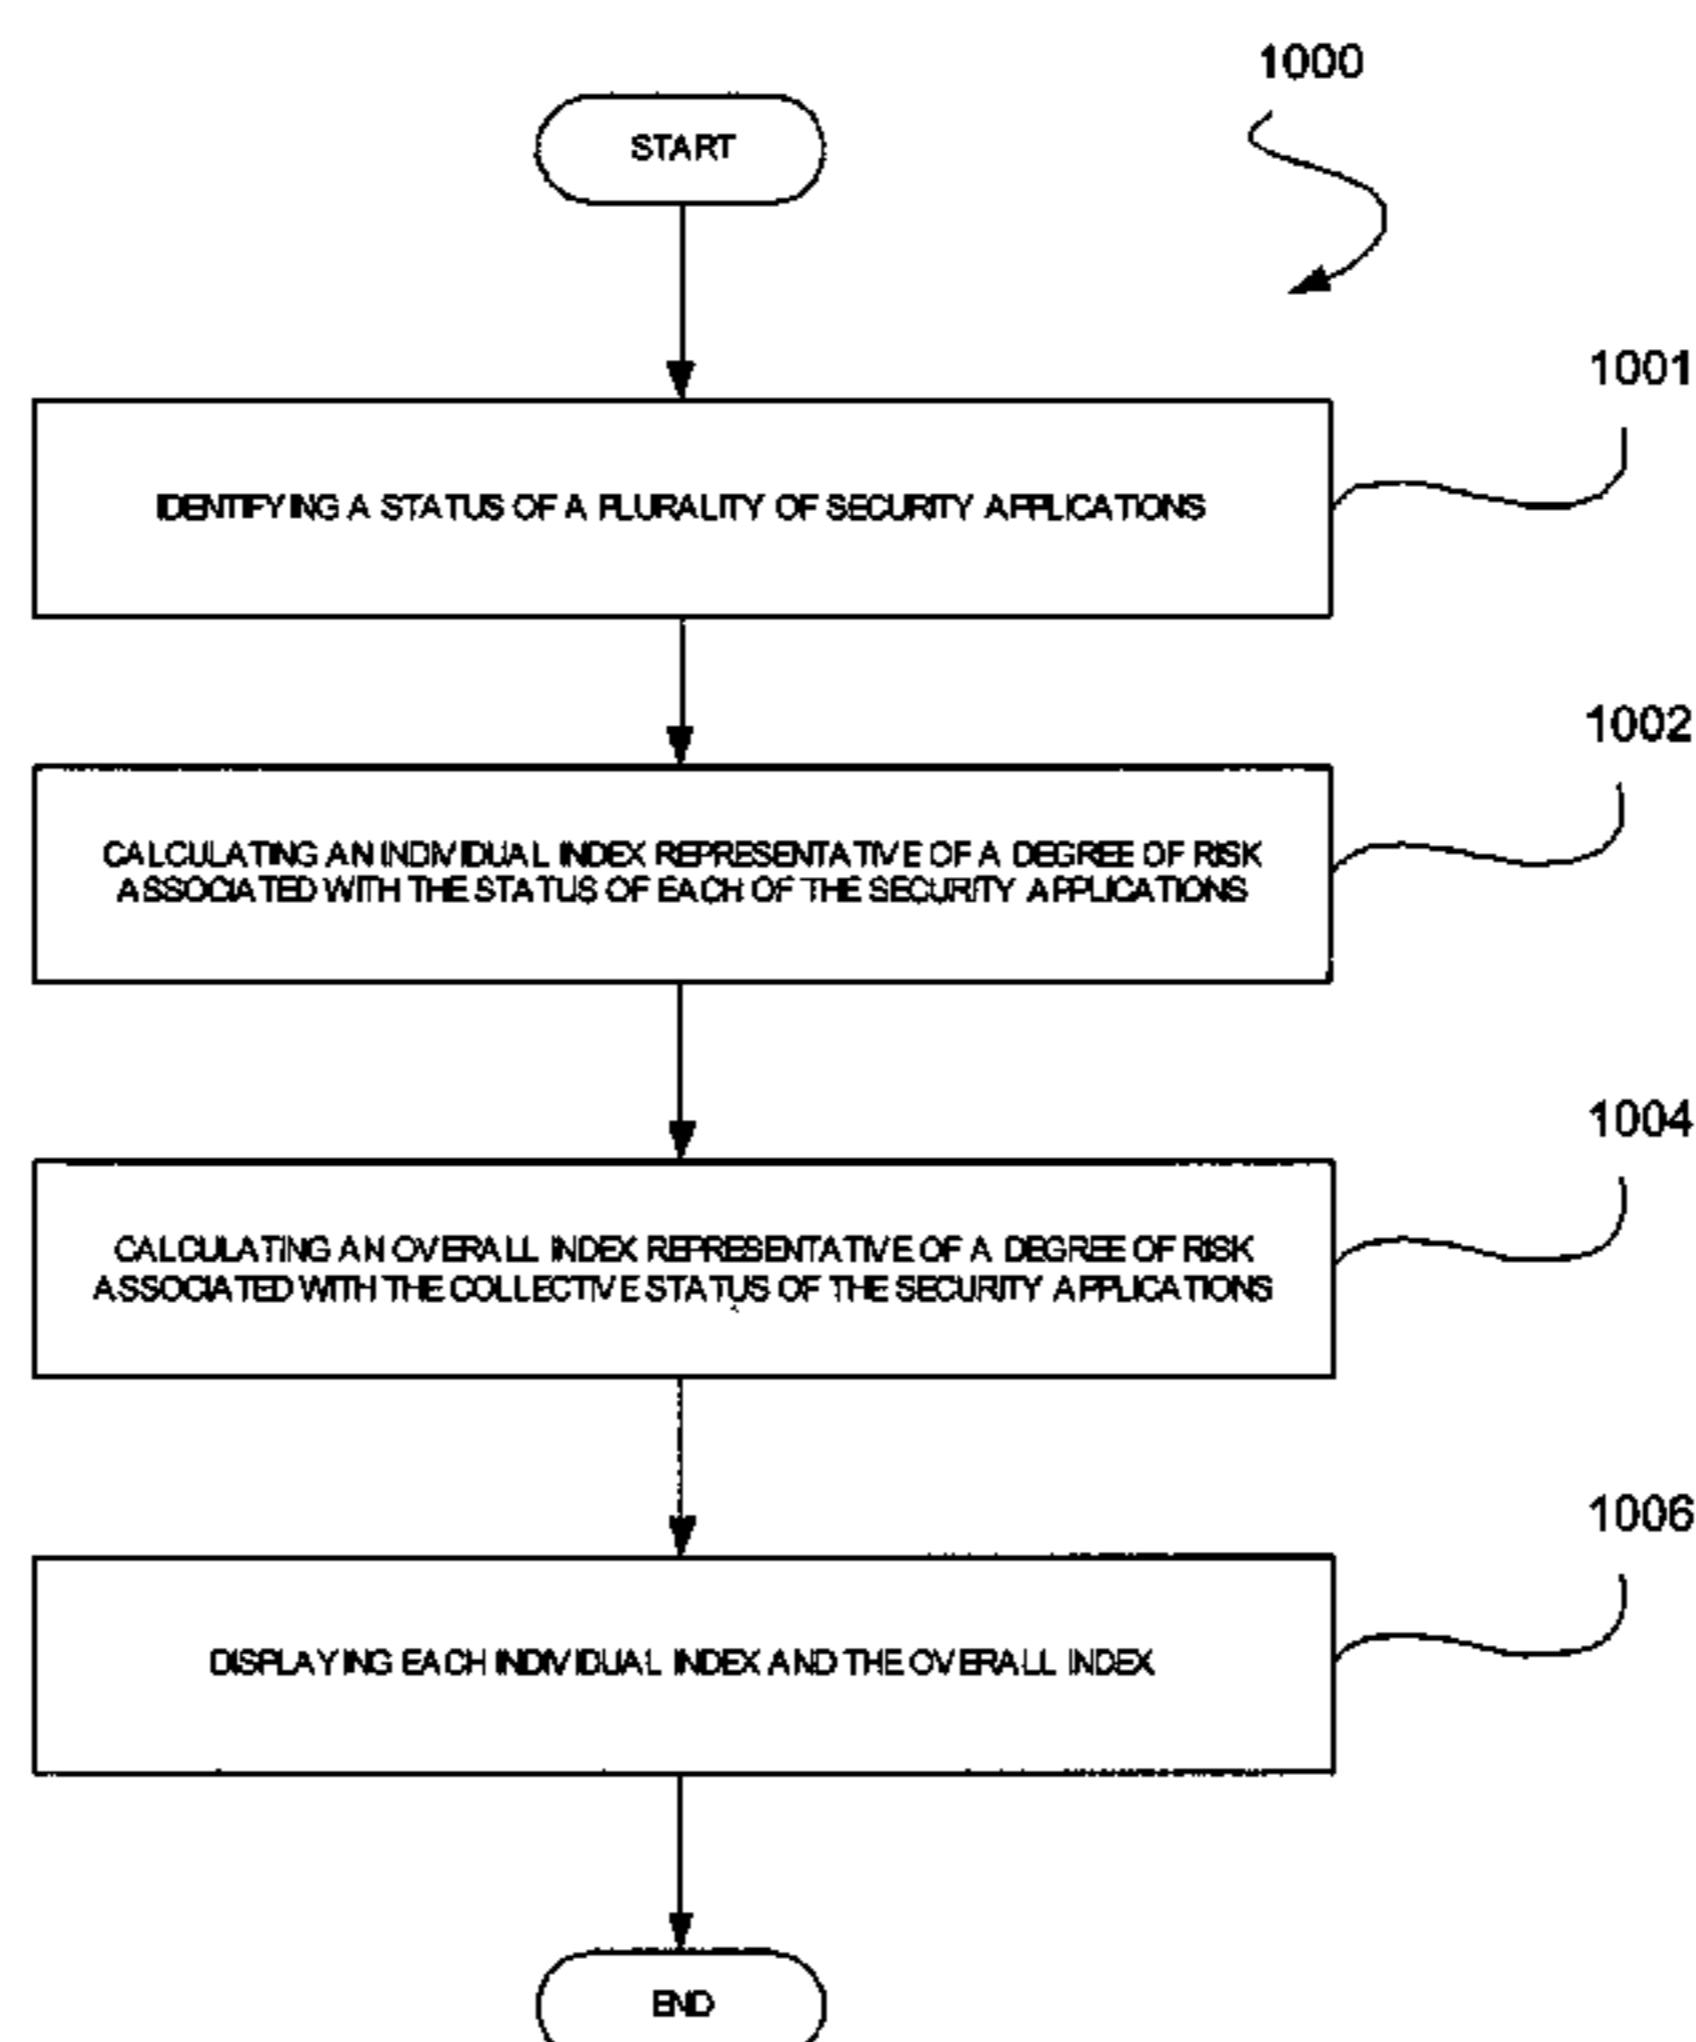 1000
START
1001
IDENTIFYING A STATUS OF A PLURALITY OF SECURITY APPLICATIONS
1002
CALCULATING AN INDIVIDUAL INDEX REPRESENTATIVE OF A DEGREE OF RISK
ASSOCIATED WITH THE STATUS OF EACH OF THE SECURITY APPLICATIONS
1004
CALCULATING AN OVERALL INDEX REPRESENTATIVE OF A DEGREE OF RISK
ASSOCIATED WITH THE COLLECTIVE STATUS OF THE SECURITY APPLICATIONS
1006
DISPLAYING EACH INDIVIDUAL INDEX AND THE OVERALL INDEX
END